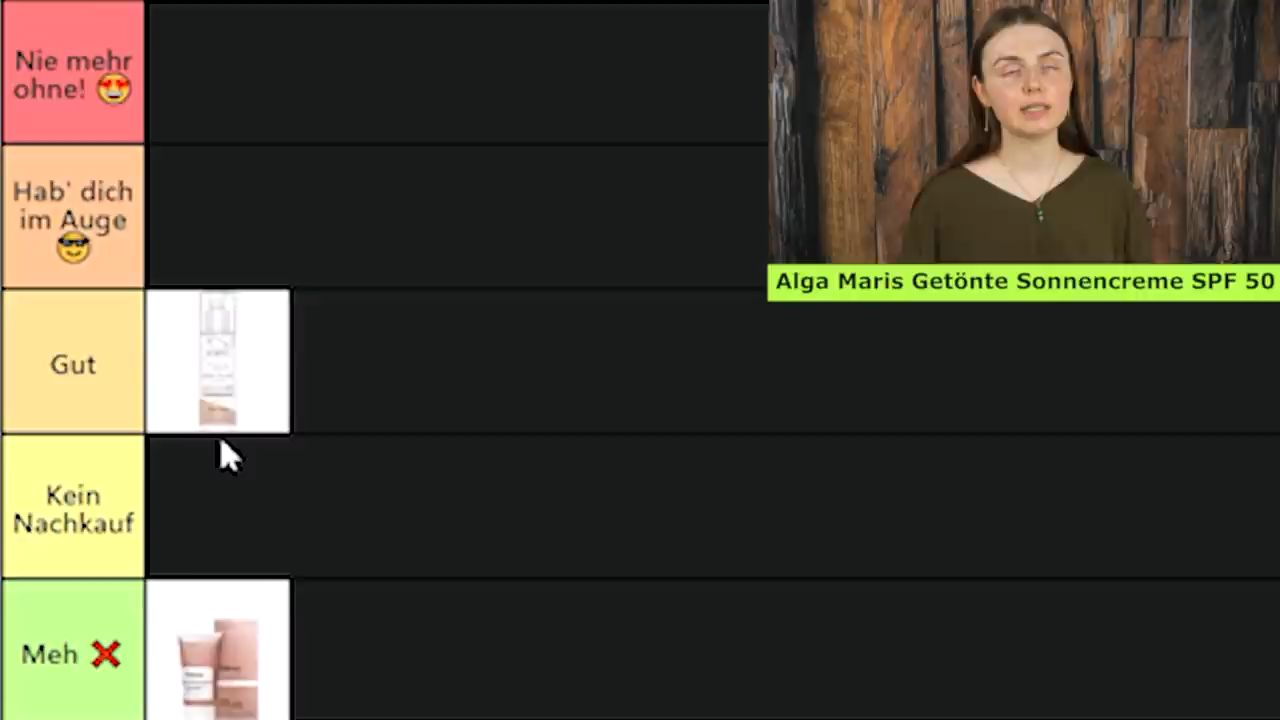 Nie mehr
ohne! 😍
Hab' dich
im Auge
😎
Alga Maris Getönte Sonnencreme SPF 50
Gut
Kein
Nachkauf
Meh ❌